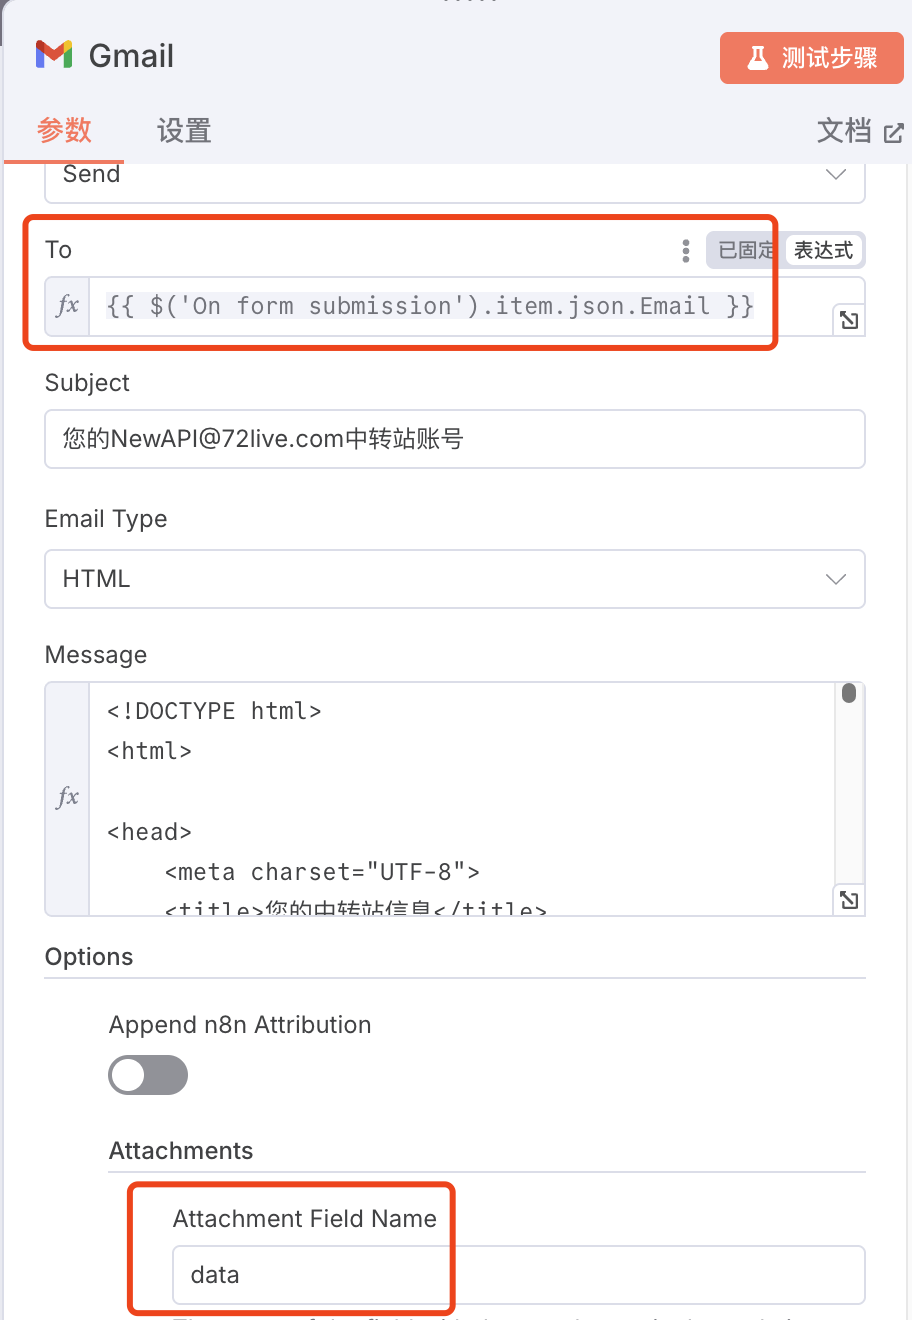 Gmail
测试步骤
参数
设置
文档
Send
To
已固定
表达式
fx
{{ $('On form submission').item.json.Email }}
Subject
您的NewAPI@72live.com中转站账号
Email Type
HTML
Message
fx
<!DOCTYPE html>
<html>
<head>
<meta charset="UTF-8">
<title>您的中转站信息</title>
Options
Append n8n Attribution
Attachments
Attachment Field Name
data